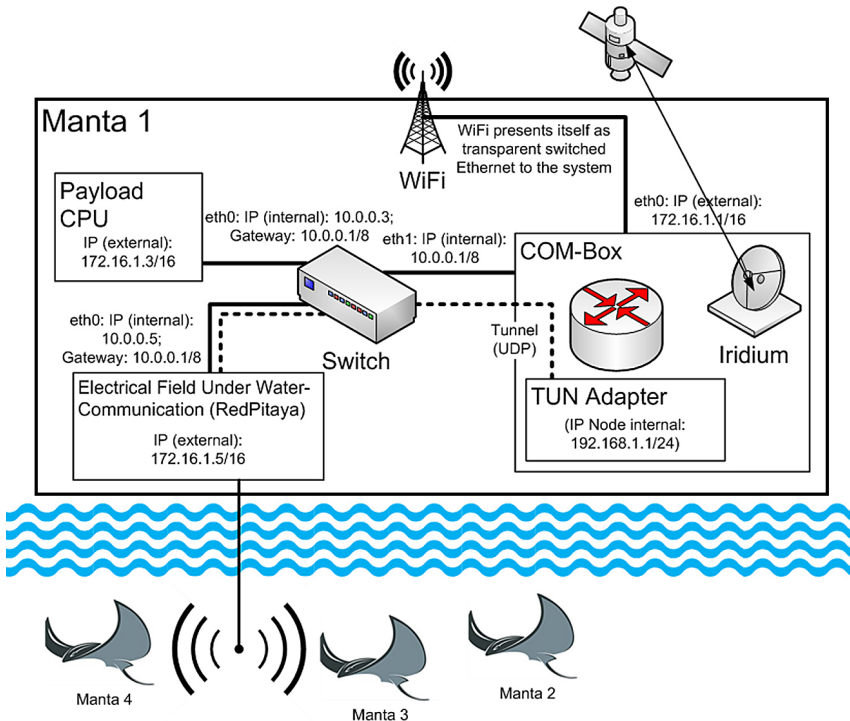 Manta 1
WiFi
WiFi presents itself as
transparent switched
Ethernet to the system
Payload
CPU
IP (external):
172.16.1.3/16
eth0: IP (internal): 10.0.0.3;
Gateway: 10.0.0.1/8
eth1: IP (internal):
10.0.0.1/8
eth0: IP (external):
172.16.1.1/16
COM-Box
Iridium
Switch
eth0: IP (internal):
10.0.0.5;
Gateway: 10.0.0.1/8
Tunnel
(UDP)
TUN Adapter
(IP Node internal:
192.168.1.1/24)
Electrical Field Under Water-
Communication (RedPitaya)
IP (external):
172.16.1.5/16
Manta 4
Manta 3
Manta 2